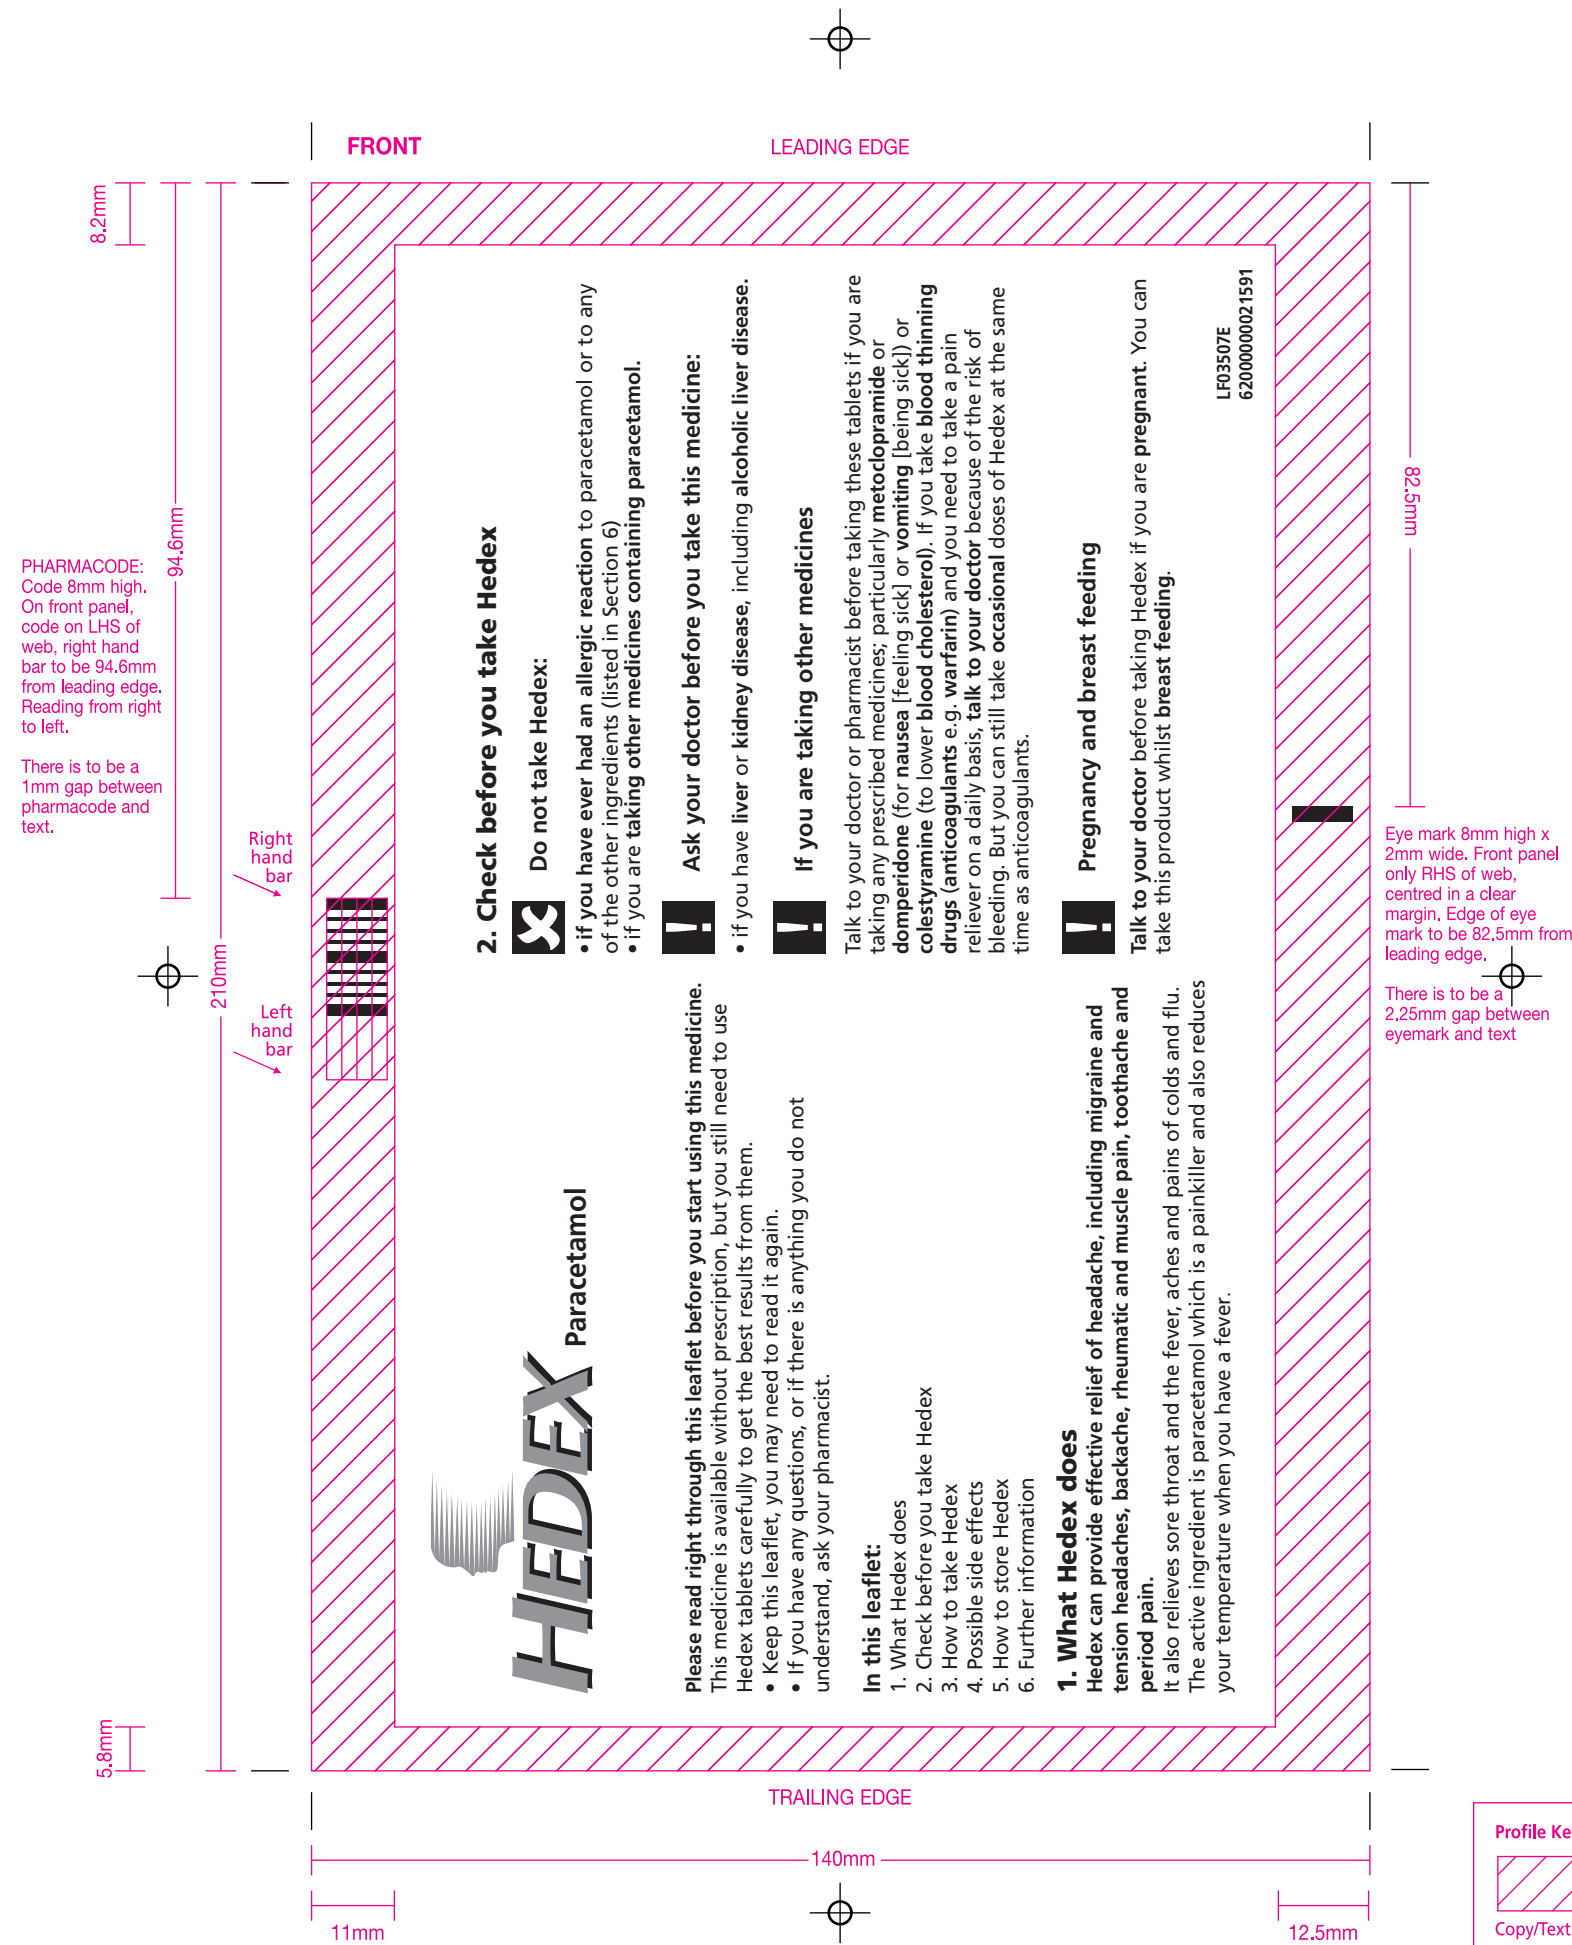 FRONT
LEADING EDGE
8.2mm
94.6mm
210mm
82.5mm
PHARMACODE:
Code 8mm high.
On front panel,
code on LHS of
web, right hand
bar to be 94.6mm
from leading edge.
Reading from right
to left.
There is to be a
1mm gap between
pharmacode and
text.
Right
hand
bar
Left
hand
bar
HEDEX
Paracetamol
Please read right through this leaflet before you start using this medicine.
This medicine is available without prescription, but you still need to use
Hedex tablets carefully to get the best results from them.
• Keep this leaflet, you may need to read it again.
• If you have any questions, or if there is anything you do not
understand, ask your pharmacist.
In this leaflet:
1. What Hedex does
2. Check before you take Hedex
3. How to take Hedex
4. Possible side effects
5. How to store Hedex
6. Further information
1. What Hedex does
Hedex can provide effective relief of headache, including migraine and
tension headaches, backache, rheumatic and muscle pain, toothache and
period pain.
It also relieves sore throat and the fever, aches and pains of colds and flu.
The active ingredient is paracetamol which is a painkiller and also reduces
your temperature when you have a fever.
2. Check before you take Hedex
Do not take Hedex:
• if you have ever had an allergic reaction to paracetamol or to any
of the other ingredients (listed in Section 6)
• if you are taking other medicines containing paracetamol.
! Ask your doctor before you take this medicine:
• if you have liver or kidney disease, including alcoholic liver disease.
! If you are taking other medicines
Talk to your doctor or pharmacist before taking these tablets if you are
taking any prescribed medicines; particularly metoclopramide or
domperidone (for nausea [feeling sick] or vomiting [being sick]) or
colestyramine (to lower blood cholesterol). If you take blood thinning
drugs (anticoagulants e.g. warfarin) and you need to take a pain
reliever on a daily basis, talk to your doctor because of the risk of
bleeding. But you can still take occasional doses of Hedex at the same
time as anticoagulants.
! Pregnancy and breast feeding
Talk to your doctor before taking Hedex if you are pregnant. You can
take this product whilst breast feeding.
LF03507E
62000000021591
Eye mark 8mm high x
2mm wide. Front panel
only RHS of web,
centred in a clear
margin. Edge of eye
mark to be 82.5mm from
leading edge.
There is to be a
2.25mm gap between
eyemark and text
5.8mm
TRAILING EDGE
140mm
11mm
12.5mm
Profile Ke
Copy/Text